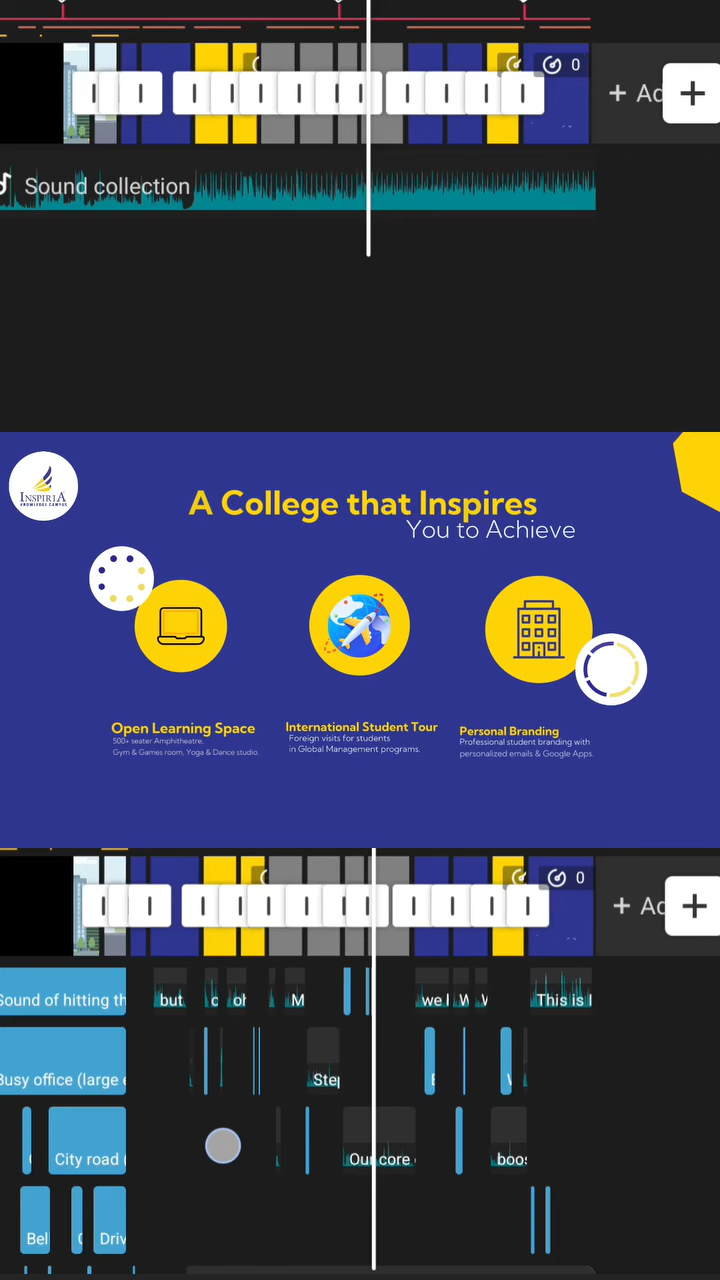 0
+ Ad
+
Sound collection
INSPIRIA
KNOWLEDGE CAMPUS
A College that Inspires
You to Achieve
Open Learning Space
500+ seater Amphitheatre,
Gym & Games room, Yoga & Dance studio.
International Student Tour
Foreign visits for students
in Global Management programs.
Personal Branding
Professional student branding with
personalized emails & Google Apps.
0
+ Ad
+
Sound of hitting th
but
oh
M
we l
W
This is
Busy office (large
Step
City road (
Our core
boos
Bel
Driv